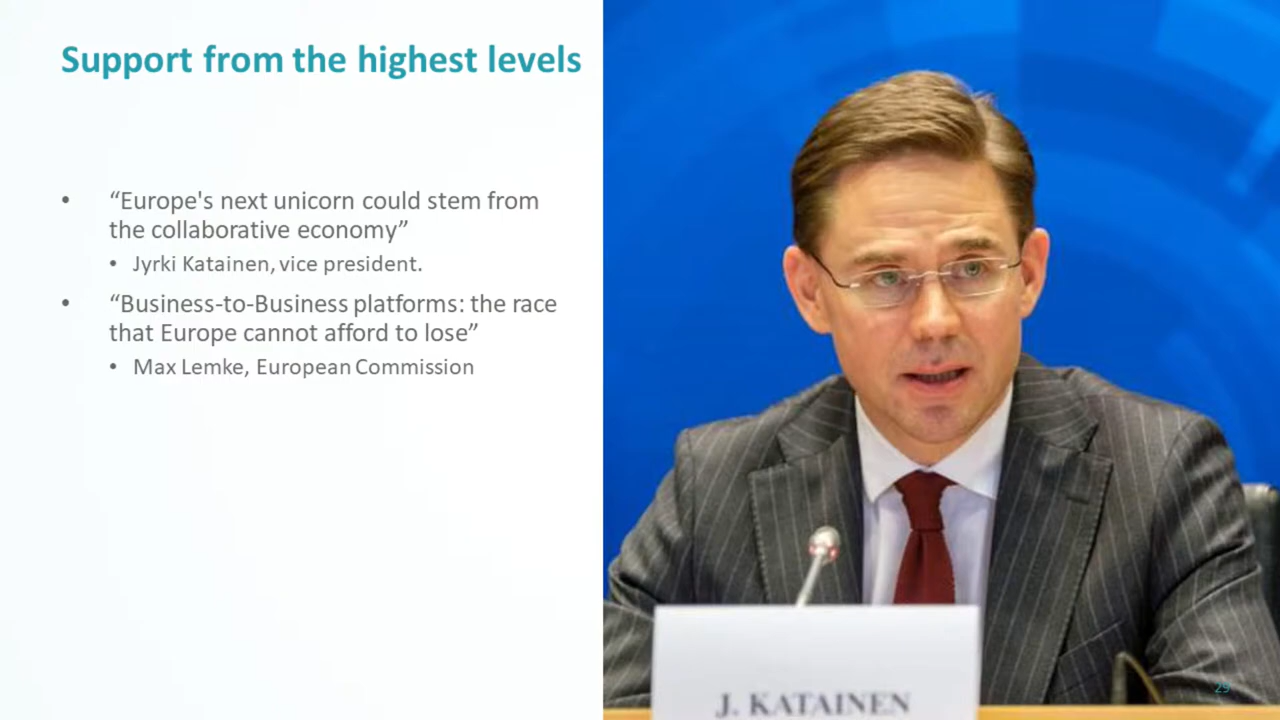 Support from the highest levels
• “Europe's next unicorn could stem from
the collaborative economy”
• Jyrki Katainen, vice president.
• “Business-to-Business platforms: the race
that Europe cannot afford to lose”
• Max Lemke, European Commission
J. KATAINEN
29